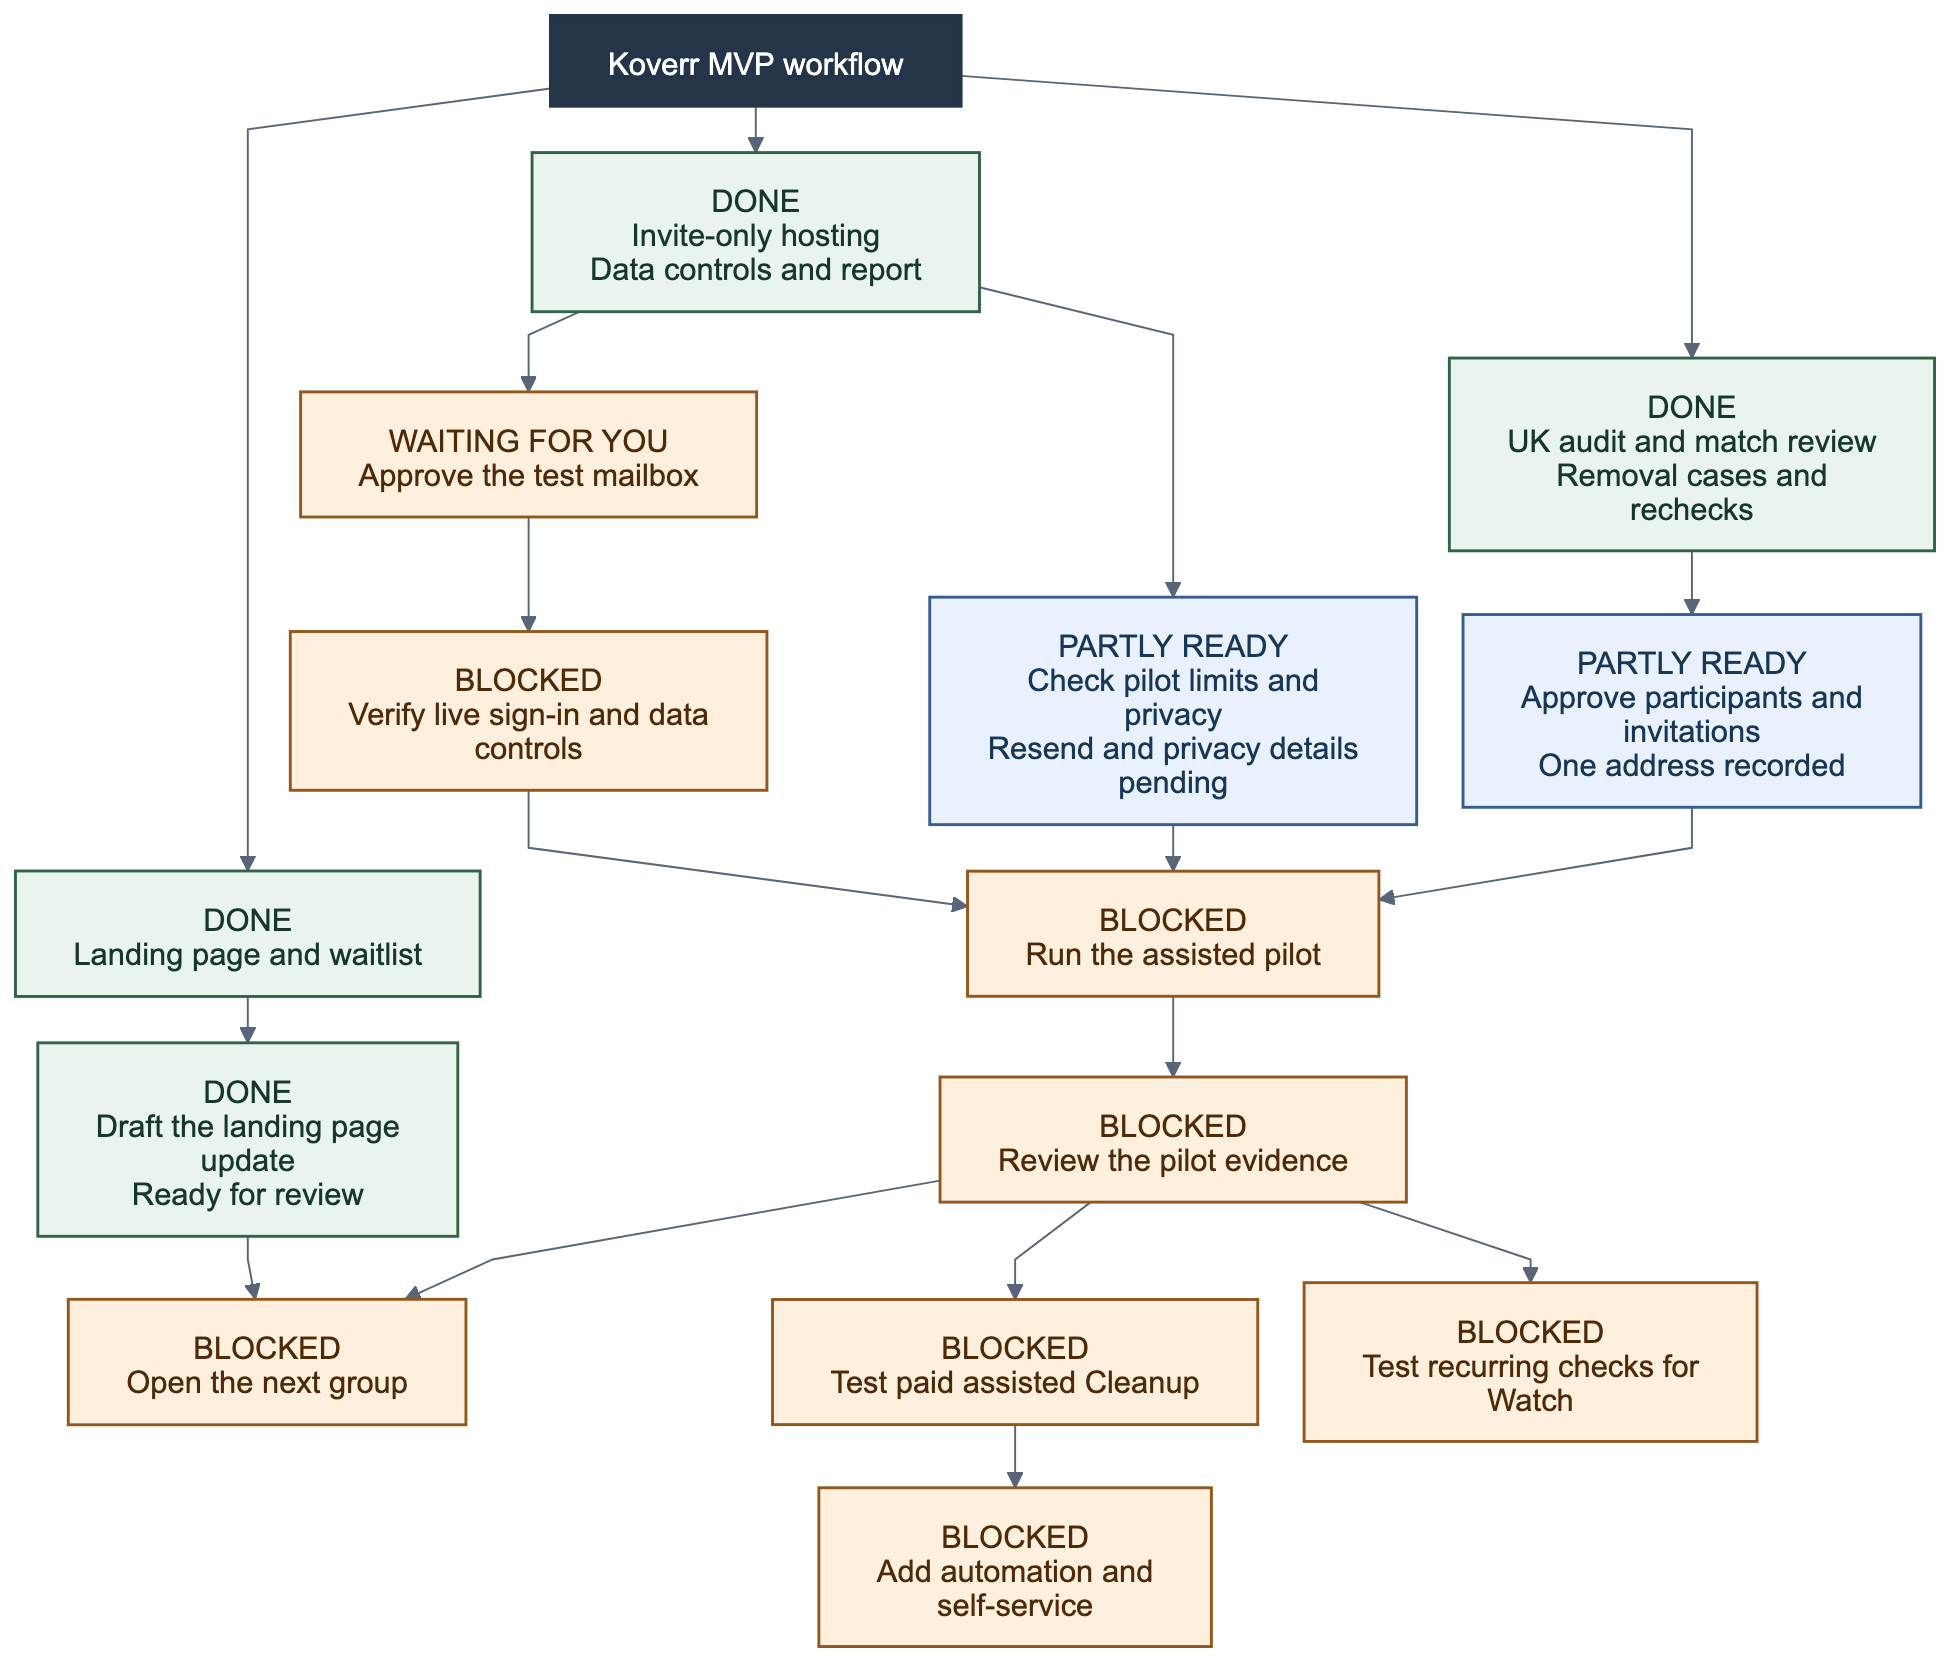 Koverr MVP workflow
DONE
Invite-only hosting
Data controls and report
WAITING FOR YOU
Approve the test mailbox
DONE
UK audit and match review
Removal cases and
rechecks
BLOCKED
Verify live sign-in and data
controls
PARTLY READY
Check pilot limits and
privacy
Resend and privacy details
pending
PARTLY READY
Approve participants and
invitations
One address recorded
DONE
Landing page and waitlist
BLOCKED
Run the assisted pilot
DONE
Draft the landing page
update
Ready for review
BLOCKED
Review the pilot evidence
BLOCKED
Open the next group
BLOCKED
Test paid assisted Cleanup
BLOCKED
Test recurring checks for
Watch
BLOCKED
Add automation and
self-service